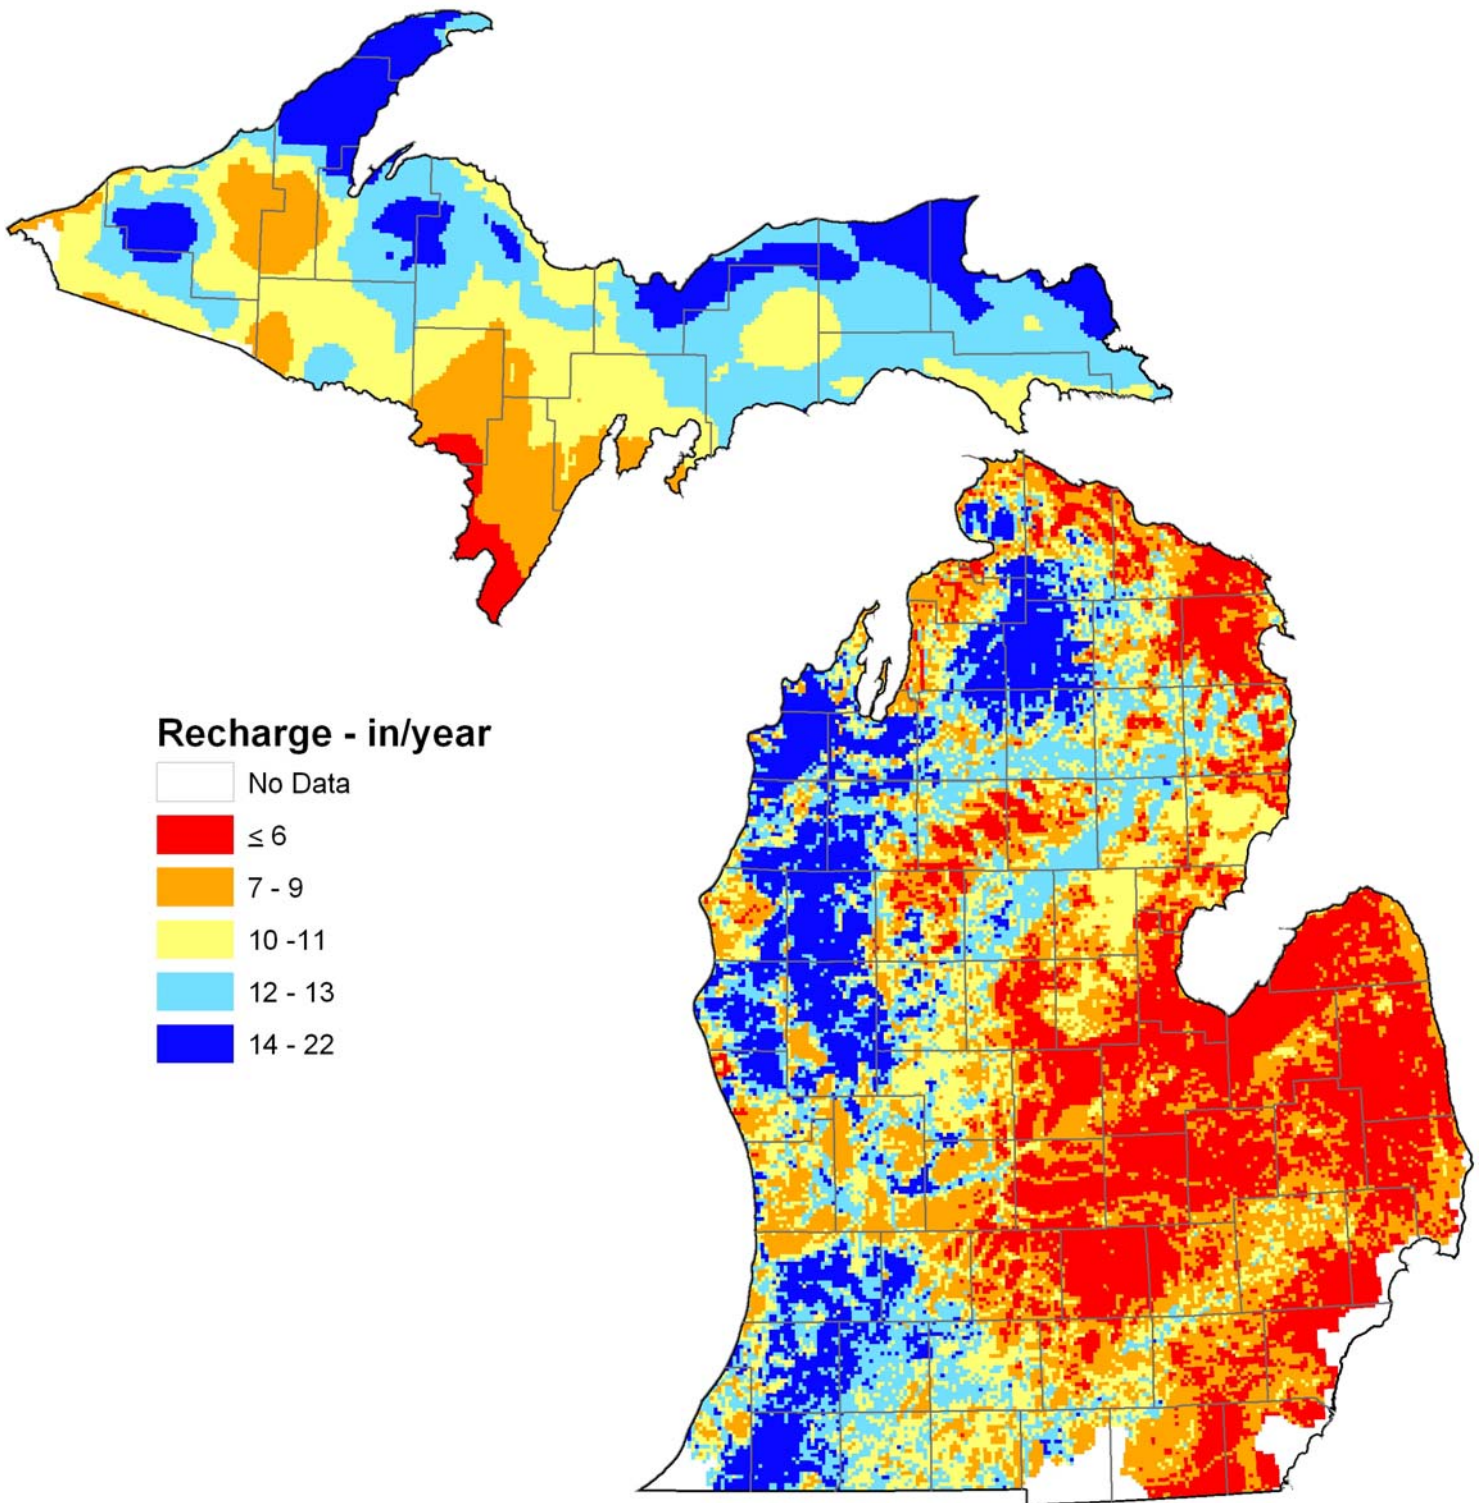 Recharge - in/year
No Data
≤ 6
7 - 9
10 -11
12 - 13
14 - 22